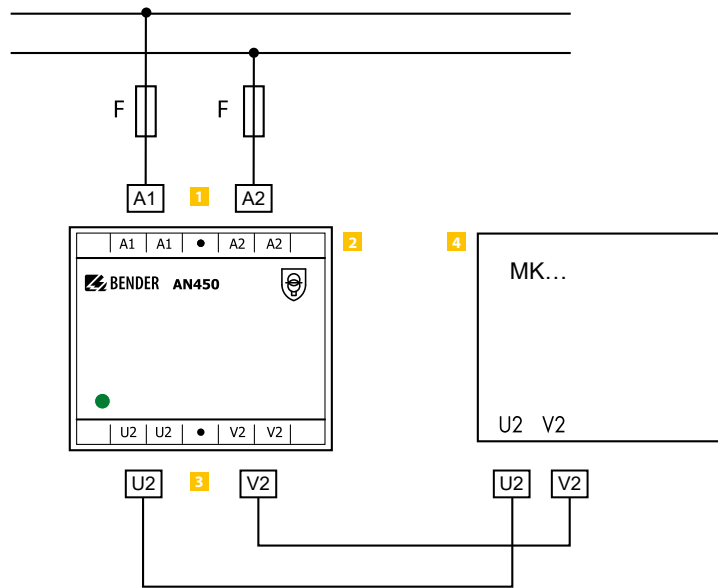 F F
A1 1 A2
A1 A1 • A2 A2 2 4
BENDER AN450
MK...
U2 V2
U2 U2 • V2 V2
U2 3 V2 U2 V2